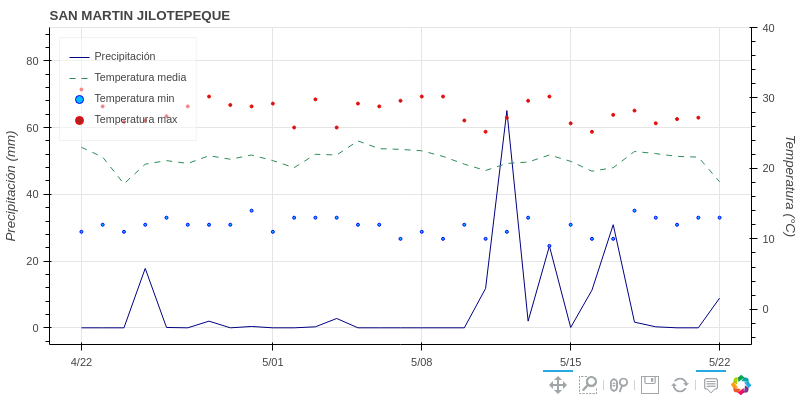 SAN MARTIN JILOTEPEQUE
Precipitación
Temperatura media
Temperatura min
Temperatura max
Precipitación (mm)
80
60
40
20
0
40
30
20
10
0
Temperatura (°C)
4/22
5/01
5/08
5/15
5/22